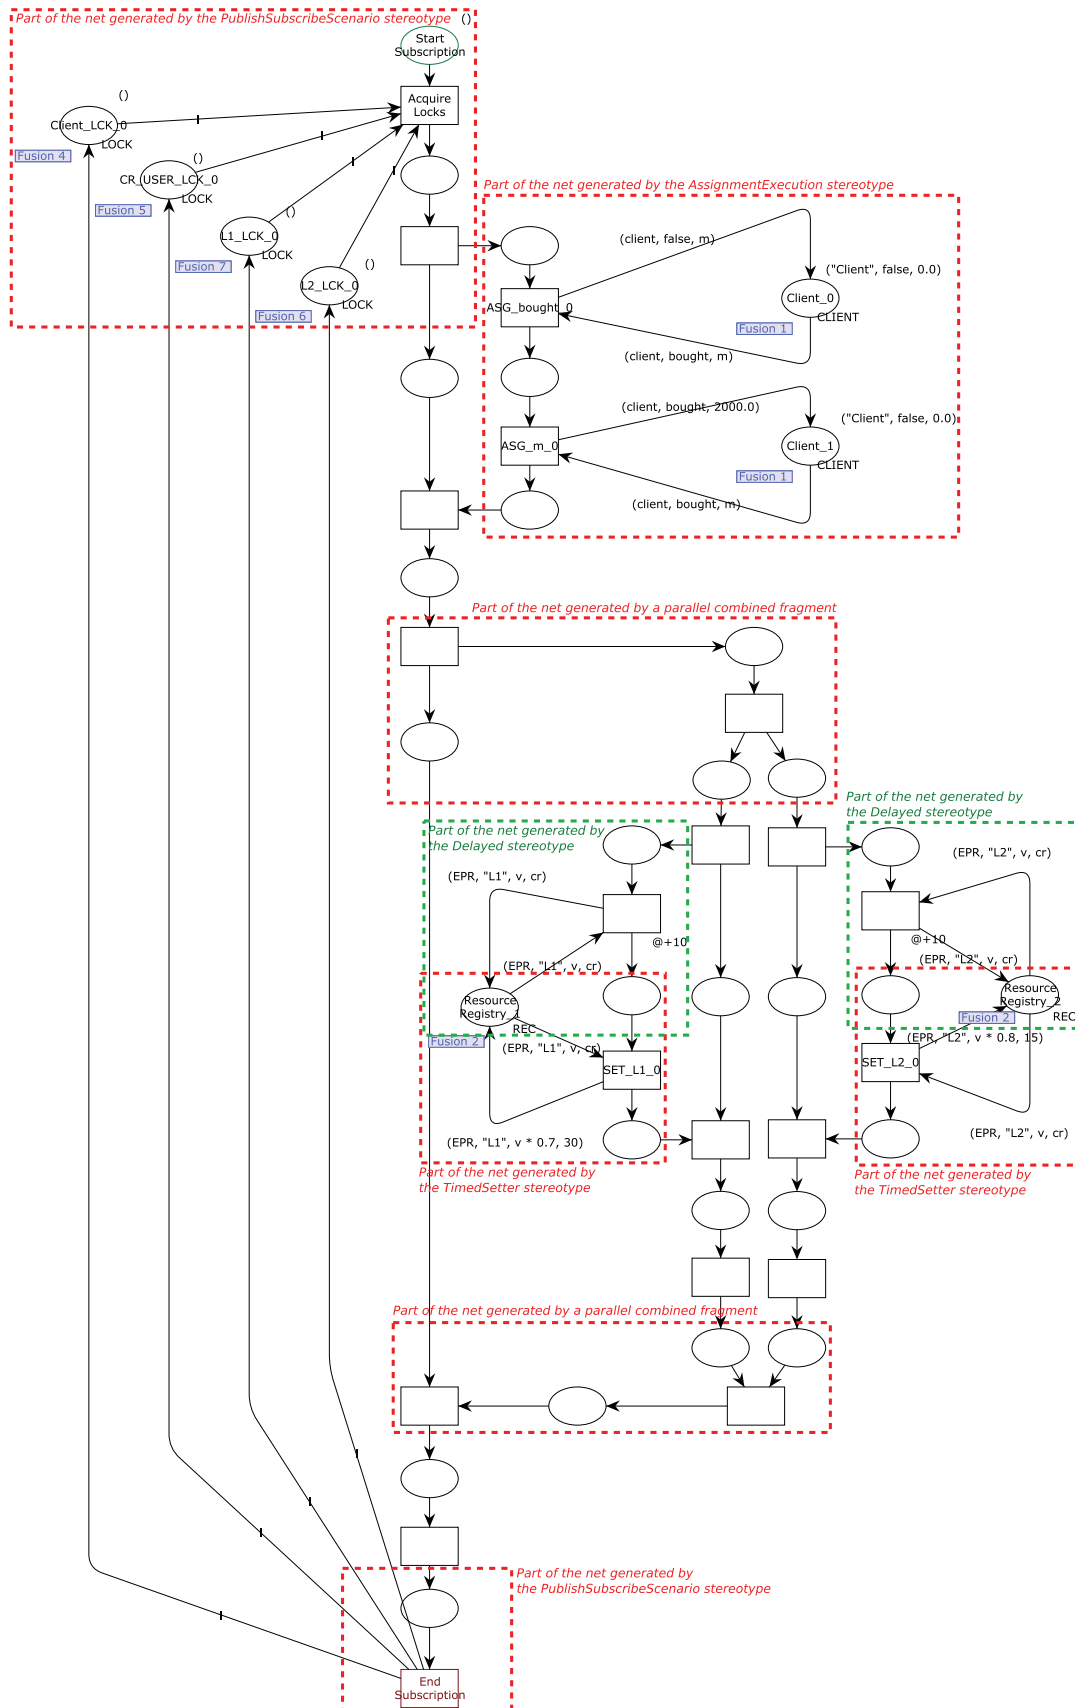 Part of the net generated by the PublishSubscribeScenario stereotype
()
Start
Subscription
Acquire
Locks
()
Client_LCK_0
LOCK
Fusion 4
()
CR_USER_LCK_0
LOCK
Fusion 5
()
L1_LCK_0
LOCK
Fusion 7
()
L2_LCK_0
LOCK
Fusion 6
l
l
l
l
Part of the net generated by the AssignmentExecution stereotype
(client, false, m)
("Client", false, 0.0)
ASG_bought_0
Client_0
CLIENT
Fusion 1
(client, bought, m)
(client, bought, 2000.0)
("Client", false, 0.0)
ASG_m_0
Client_1
CLIENT
Fusion 1
(client, bought, m)
Part of the net generated by a parallel combined fragment
Part of the net generated by
the Delayed stereotype
Part of the net generated by
the Delayed stereotype
(EPR, "L1", v, cr)
@+10
(EPR, "L1", v, cr)
Resource
Registry_1
REC
Fusion 2
(EPR, "L1", v, cr)
SET_L1_0
(EPR, "L1", v * 0.7, 30)
Part of the net generated by
the TimedSetter stereotype
(EPR, "L2", v, cr)
@+10
(EPR, "L2", v, cr)
Resource
Registry_2
REC
Fusion 2
(EPR, "L2", v * 0.8, 15)
SET_L2_0
(EPR, "L2", v, cr)
Part of the net generated by
the TimedSetter stereotype
Part of the net generated by a parallel combined fragment
l
l
l
l
Part of the net generated by
the PublishSubscribeScenario stereotype
End
Subscription